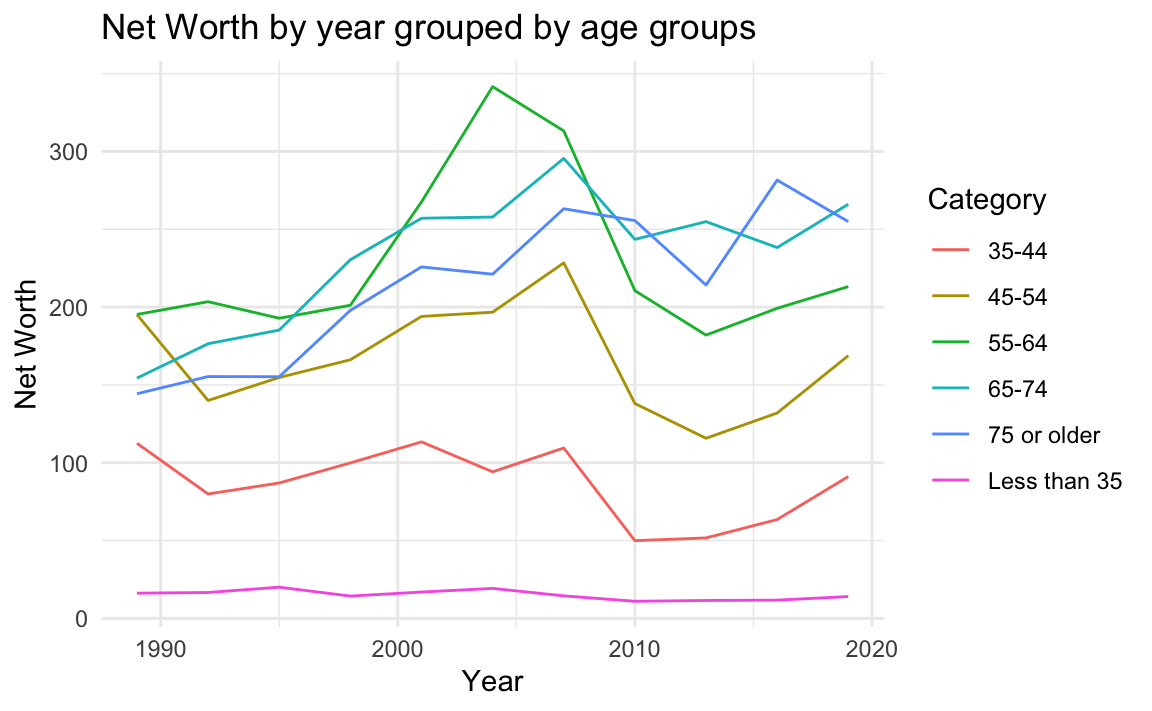 Net Worth by year grouped by age groups
Net Worth
300
200
100
0
1990
2000
2010
2020
Year
Category
35-44
45-54
55-64
65-74
75 or older
Less than 35